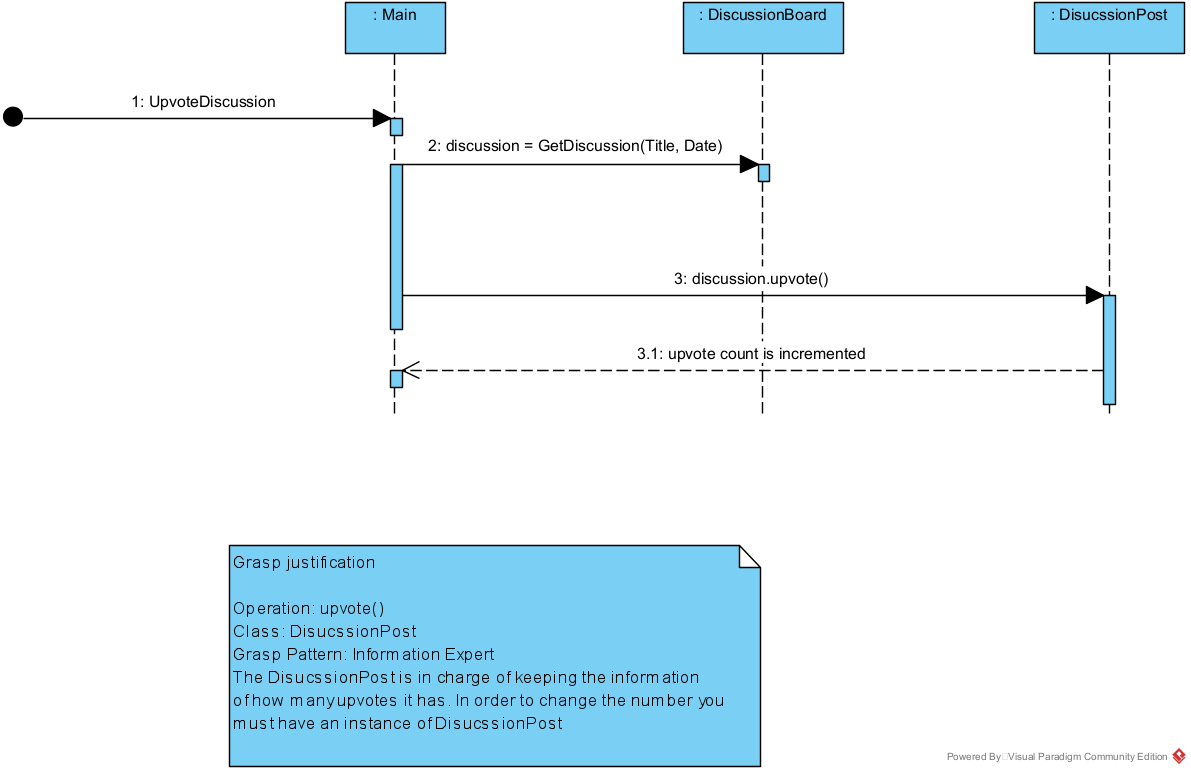 : Main
: DiscussionBoard
: DisucssionPost
1: UpvoteDiscussion
2: discussion = GetDiscussion(Title, Date)
3: discussion.upvote()
3.1: upvote count is incremented
Grasp justification
Operation: upvote()
Class: DisucssionPost
Grasp Pattern: Information Expert
The DisucssionPost is in charge of keeping the information
of how many upvotes it has. In order to change the number you
must have an instance of DisucssionPost
Powered By Visual Paradigm Community Edition